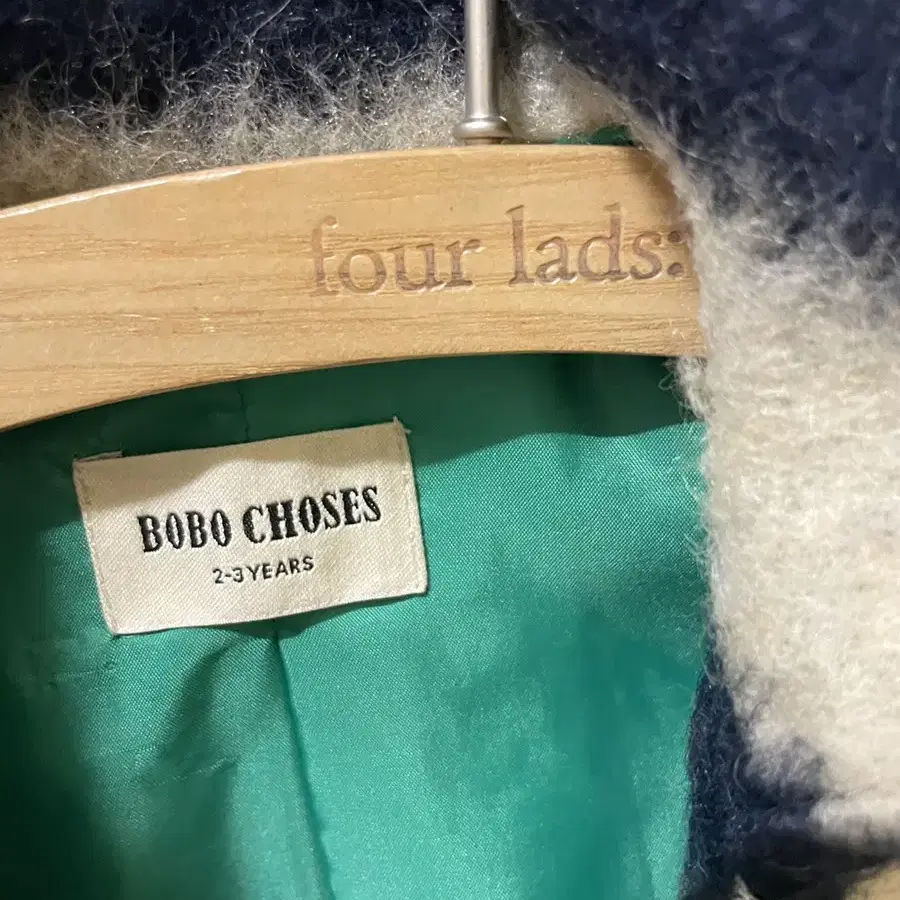 four lads:
BOBO CHOSES
2-3 YEARS